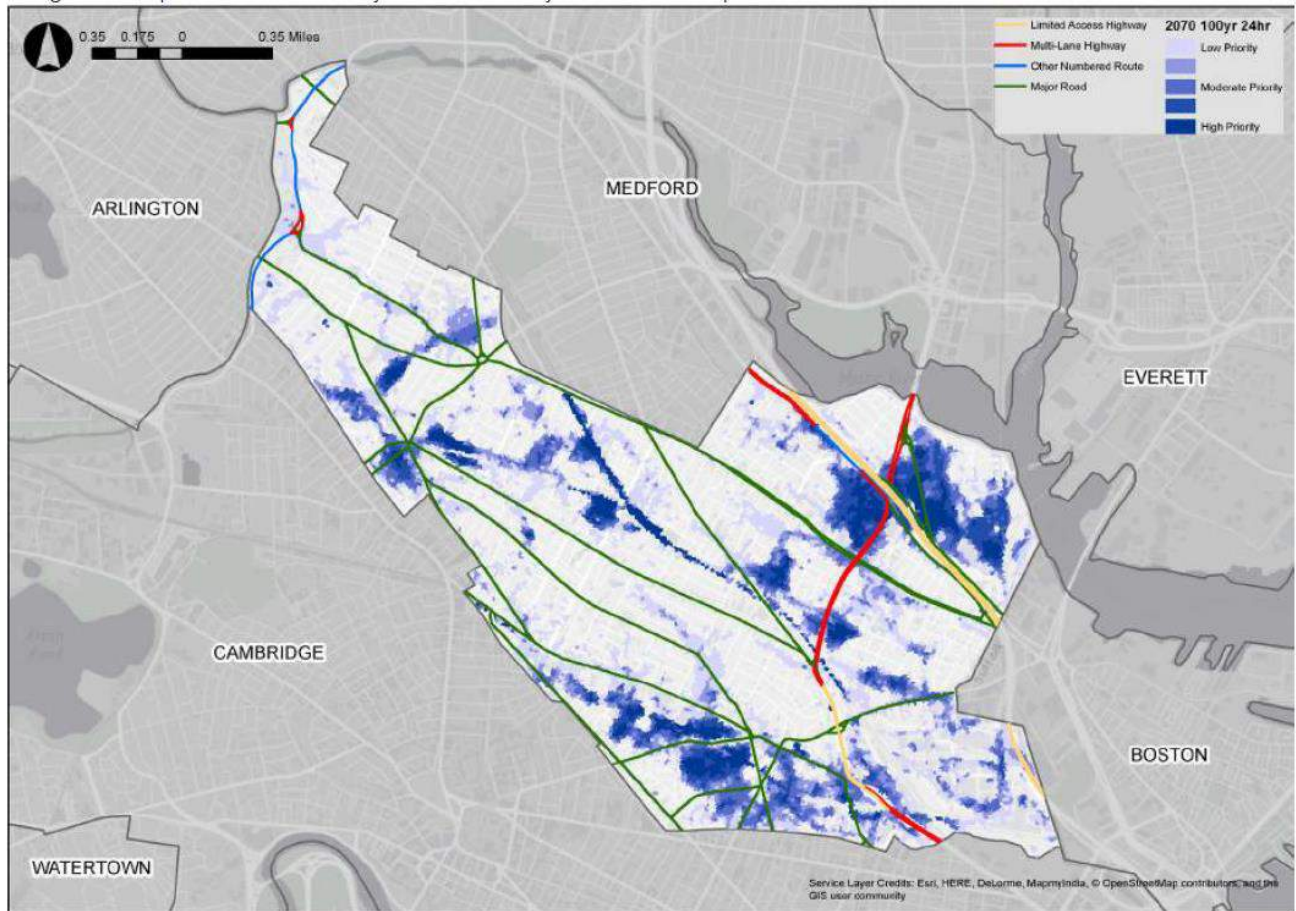 0.35 0.175 0 0.35 Miles
Limited Access Highway
Multi-Lane Highway
Other Numbered Route
Major Road
2070 100yr 24hr
Low Priority
Moderate Priority
High Priority
ARLINGTON
MEDFORD
EVERETT
CAMBRIDGE
BOSTON
WATERTOWN
Service Layer Credits: Esri, HERE, DeLorme, MapmyIndia, © OpenStreetMap contributors, and the
GIS user community